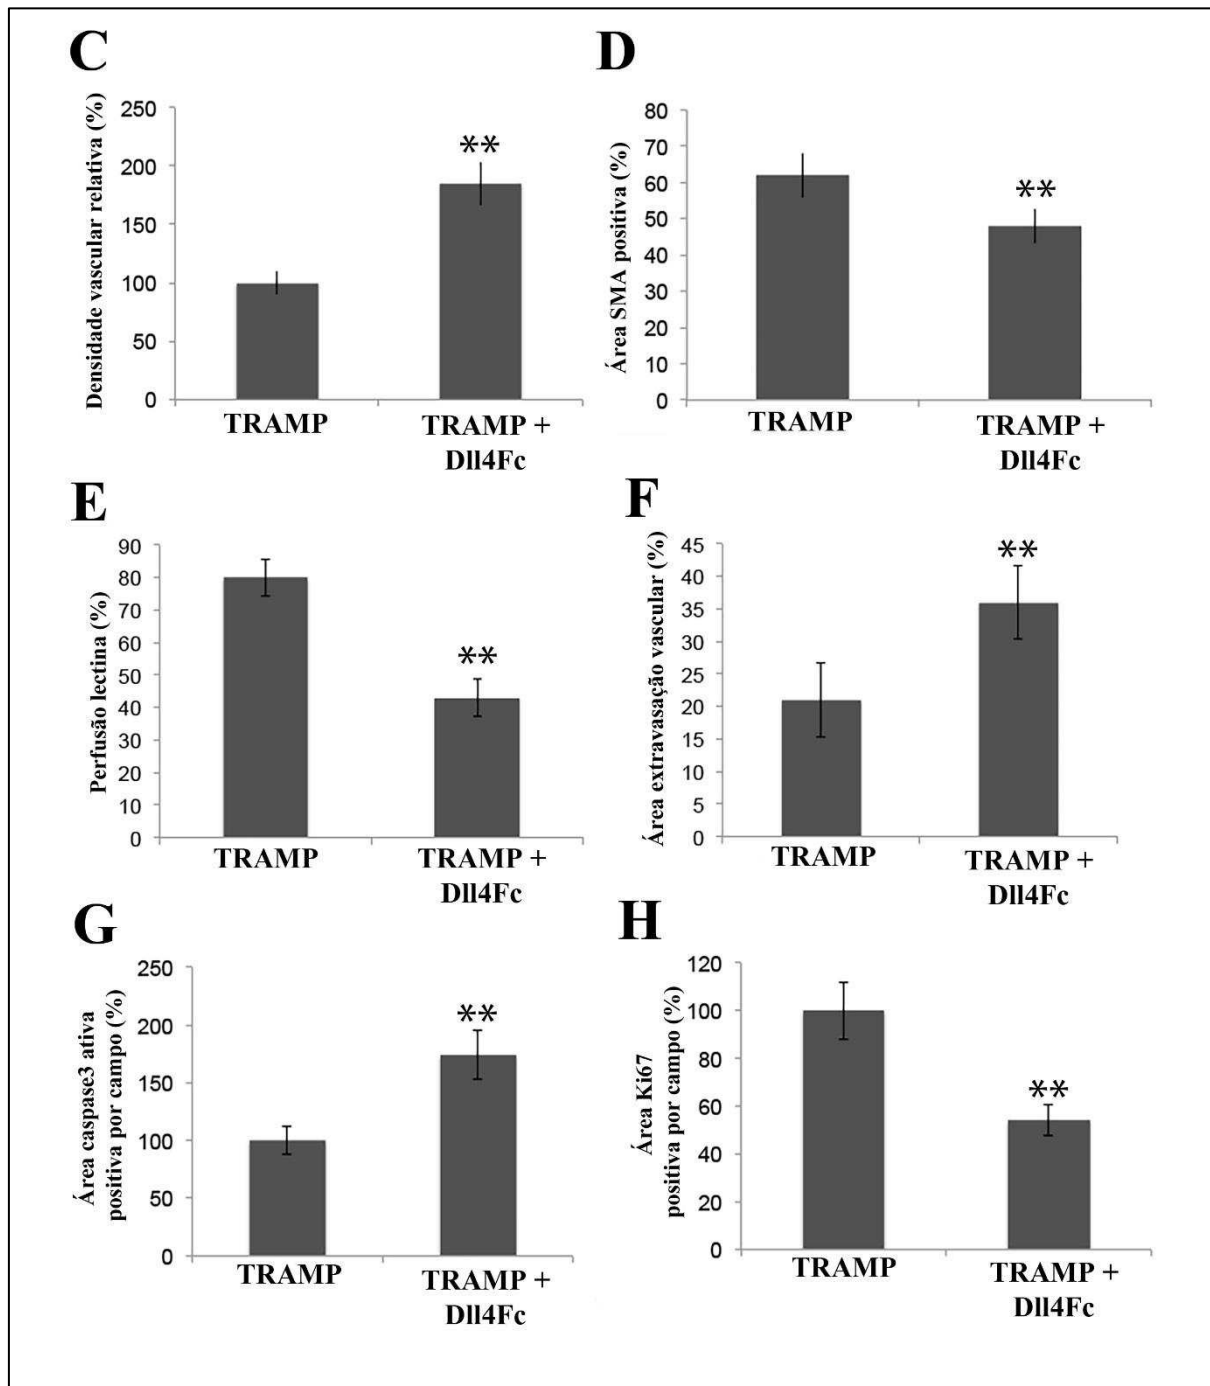 C
Densidade vascular relativa (%)
250
200
150
100
50
0
**
TRAMP
TRAMP +
Dll4Fc
D
Área SMA positiva (%)
80
70
60
50
40
30
20
10
0
**
TRAMP
TRAMP +
Dll4Fc
E
Perfusão lectina (%)
90
80
70
60
50
40
30
20
10
0
**
TRAMP
TRAMP +
Dll4Fc
F
Área extravasação vascular (%)
45
40
35
30
25
20
15
10
5
0
**
TRAMP
TRAMP +
Dll4Fc
G
Área caspase3 ativa
positiva por campo (%)
250
200
150
100
50
0
**
TRAMP
TRAMP +
Dll4Fc
H
Área Ki67
positiva por campo (%)
120
100
80
60
40
20
0
**
TRAMP
TRAMP +
Dll4Fc